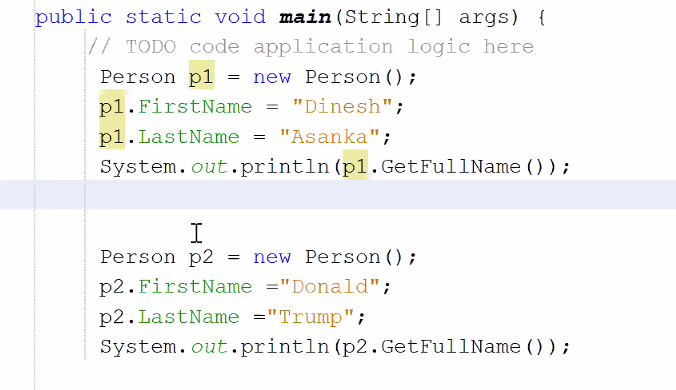 public static void main(String[] args) {
// TODO code application logic here
Person p1 = new Person();
p1.FirstName = "Dinesh";
p1.LastName = "Asanka";
System.out.println(p1.GetFullName());
Person p2 = new Person();
p2.FirstName ="Donald";
p2.LastName ="Trump";
System.out.println(p2.GetFullName());